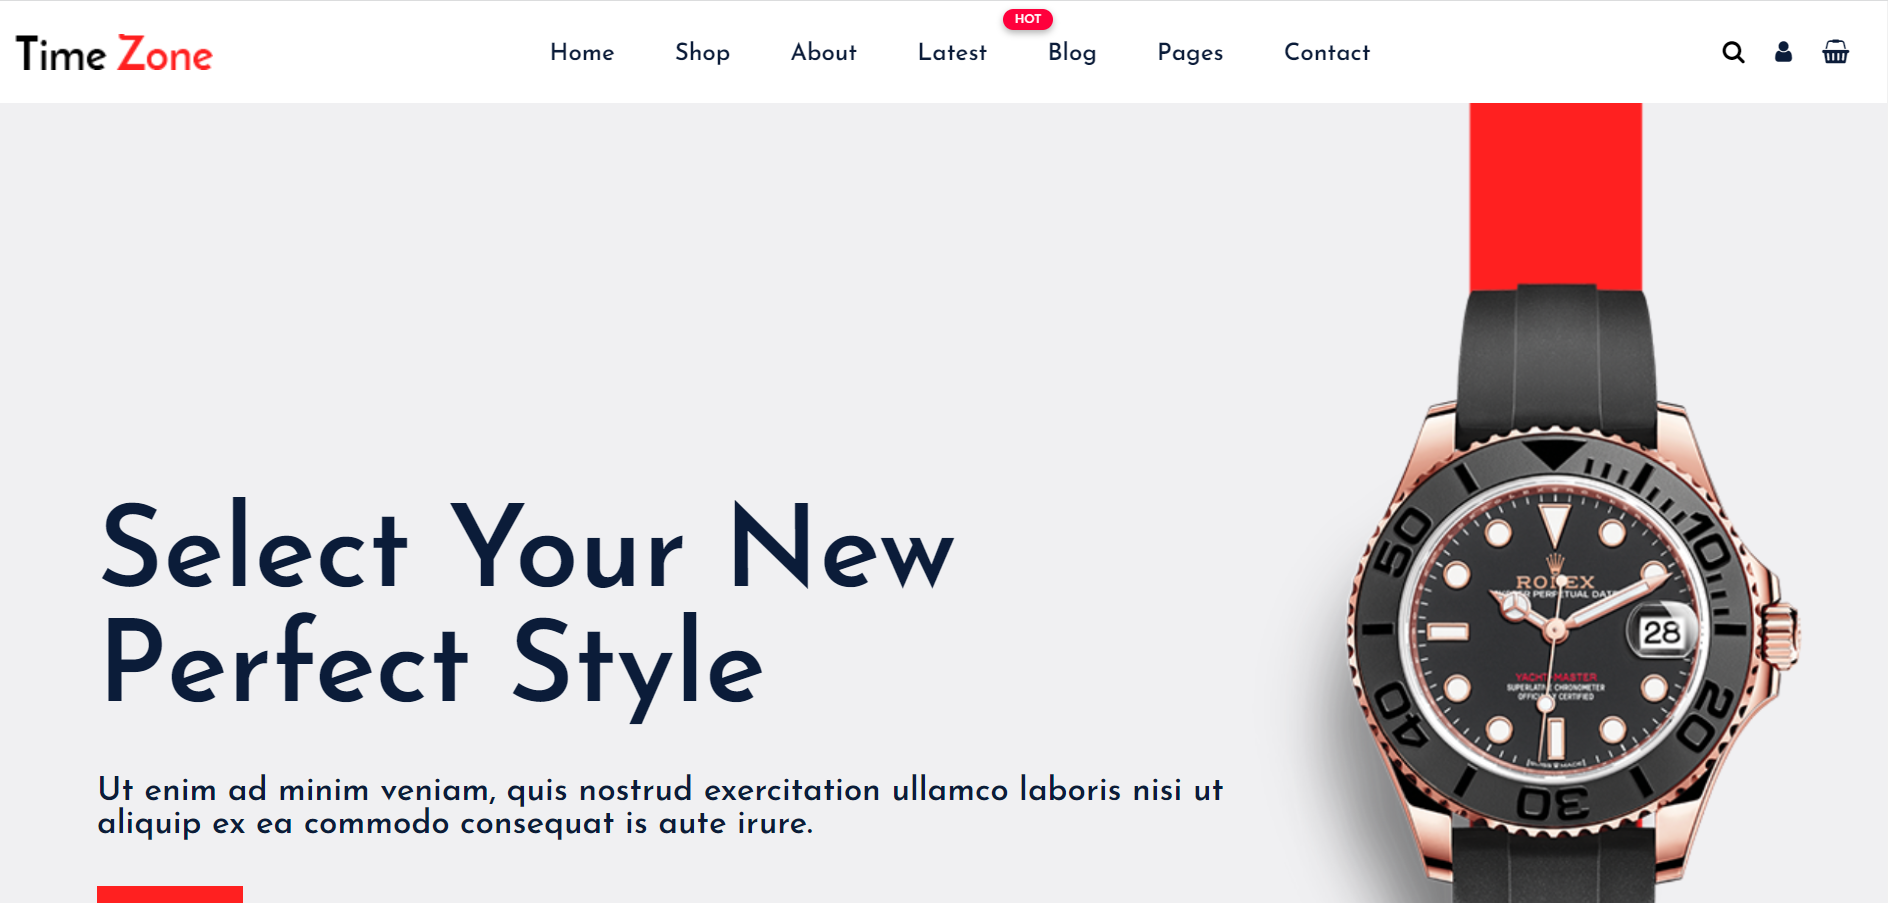 Time Zone
Home Shop About Latest Blog Pages Contact
HOT
Select Your New
Perfect Style
Ut enim ad minim veniam, quis nostrud exercitation ullamco laboris nisi ut
aliquip ex ea commodo consequat is aute irure.
10
50
ROLEX
PERPETUAL
28
YACHT-MASTER
SUPERLATIVE CHRONOMETER
OFFICIALLY CERTIFIED
20
40
SWISS MADE
30